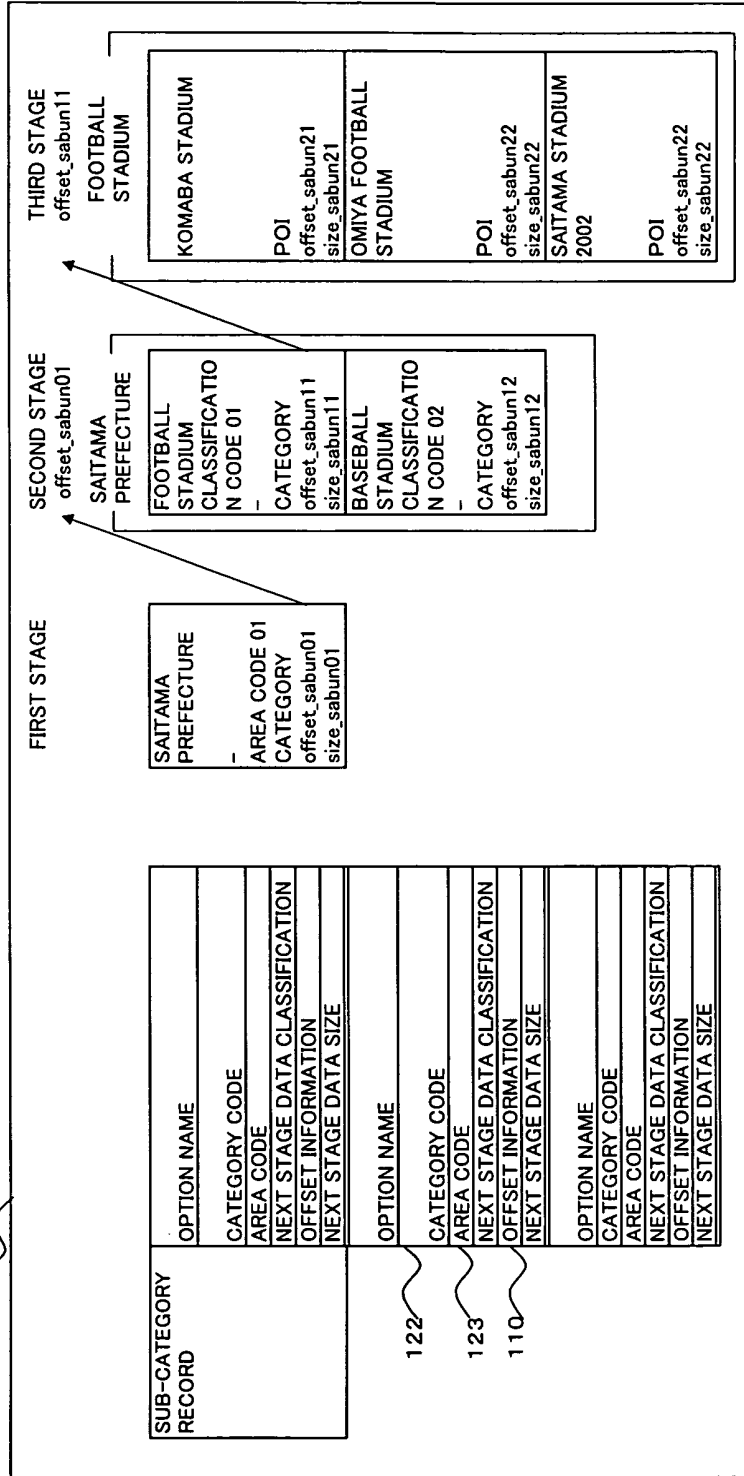 SUB-CATEGORY
RECORD
OPTION NAME
CATEGORY CODE
AREA CODE
NEXT STAGE DATA CLASSIFICATION
OFFSET INFORMATION
NEXT STAGE DATA SIZE
OPTION NAME
122
CATEGORY CODE
123
AREA CODE
NEXT STAGE DATA CLASSIFICATION
110
OFFSET INFORMATION
NEXT STAGE DATA SIZE
OPTION NAME
CATEGORY CODE
AREA CODE
NEXT STAGE DATA CLASSIFICATION
OFFSET INFORMATION
NEXT STAGE DATA SIZE
FIRST STAGE
SAITAMA
PREFECTURE
-
AREA CODE 01
CATEGORY
offset_sabun01
size_sabun01
SECOND STAGE
offset_sabun01
SAITAMA
PREFECTURE
FOOTBALL
STADIUM
CLASSIFICATIO
N CODE 01
-
CATEGORY
offset_sabun11
size_sabun11
BASEBALL
STADIUM
CLASSIFICATIO
N CODE 02
-
CATEGORY
offset_sabun12
size_sabun12
THIRD STAGE
offset_sabun11
FOOTBALL
STADIUM
KOMABA STADIUM
POI
offset_sabun21
size_sabun21
OMIYA FOOTBALL
STADIUM
POI
offset_sabun22
size_sabun22
SAITAMA STADIUM
2002
POI
offset_sabun22
size_sabun22